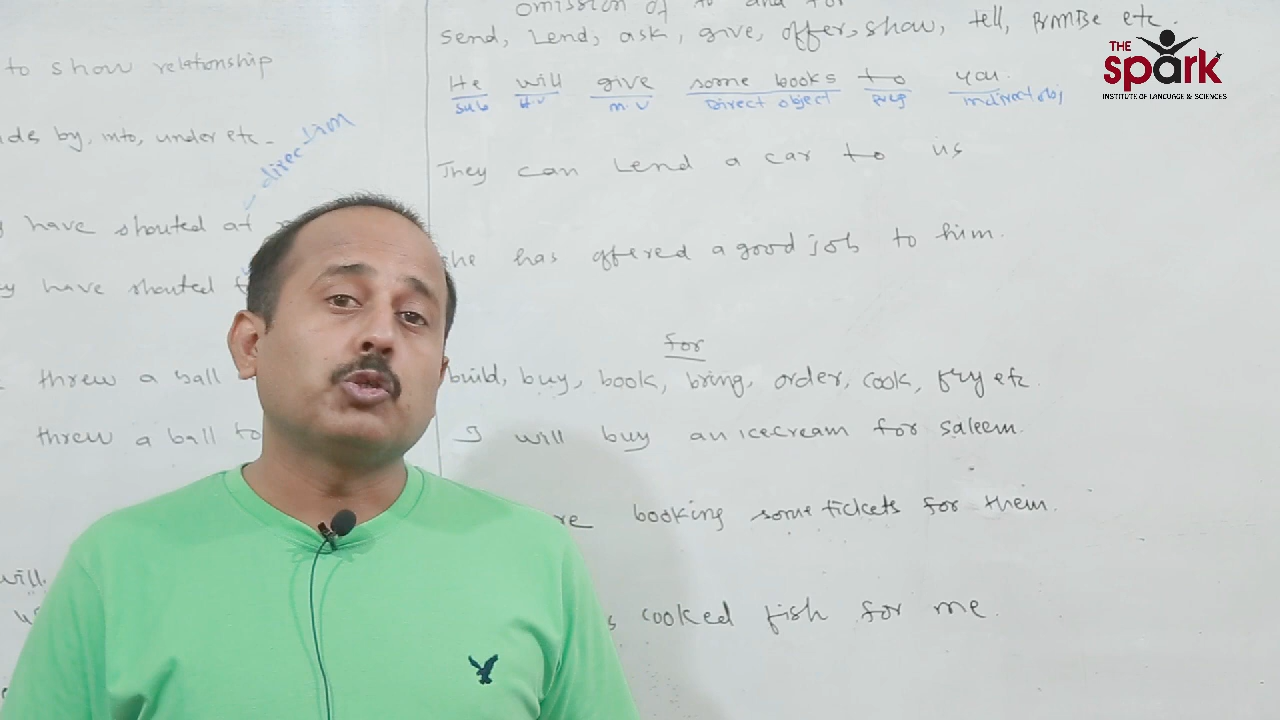 to show relationship
by, into, under etc-
direction
have shouted at
have shouted
threw a ball
threw a ball to
will
omission of to and for
send, Lend, ask, give, offer, show, tell, etc.
He will give some books to you.
sub H.V m.v Direct object prep indirect obj
They can Lend a car to us
she has offered a good job to him.
for
build, buy, book, bring, order, cook, fry etc.
I will buy an icecream for saleem.
booking some tickets for them.
cooked fish for me.
THE
spark
INSTITUTE OF LANGUAGE & SCIENCES